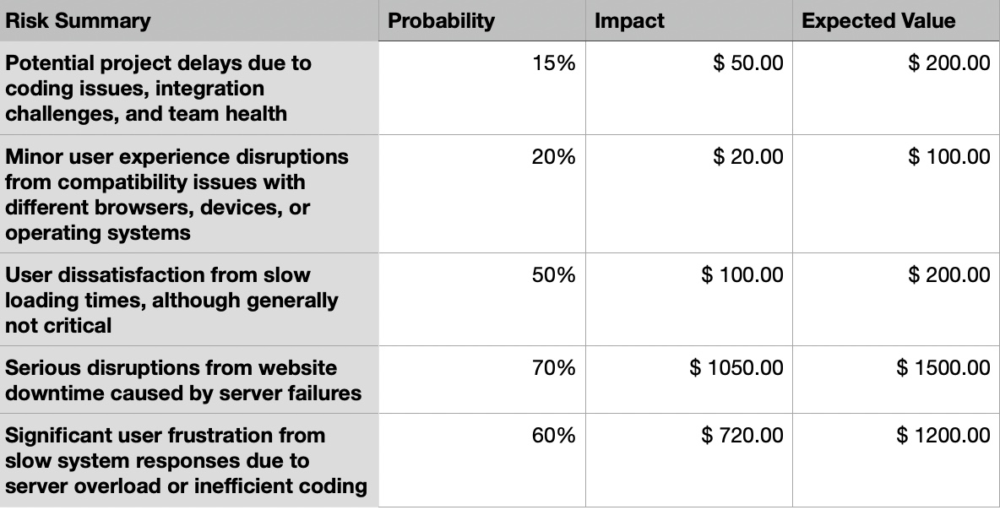 Risk Summary Probability Impact Expected Value
Potential project delays due to 15% $ 50.00 $ 200.00
coding issues, integration
challenges, and team health
Minor user experience disruptions 20% $ 20.00 $ 100.00
from compatibility issues with
different browsers, devices, or
operating systems
User dissatisfaction from slow 50% $ 100.00 $ 200.00
loading times, although generally
not critical
Serious disruptions from website 70% $ 1050.00 $ 1500.00
downtime caused by server failures
Significant user frustration from 60% $ 720.00 $ 1200.00
slow system responses due to
server overload or inefficient coding